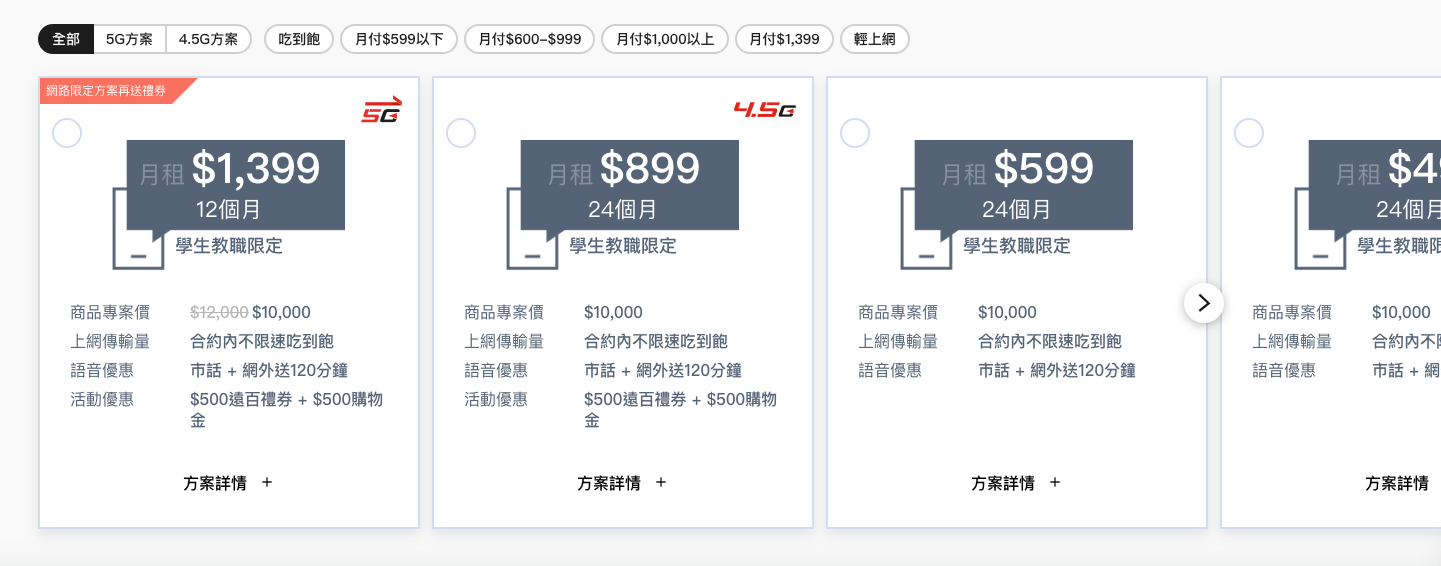 全部
5G方案
4.5G方案
吃到飽
月付$599以下
月付$600–$999
月付$1,000以上
月付$1,399
輕上網
網路限定方案再送禮券
5G
月租 $1,399
12個月
學生教職限定
商品專案價 $12,000 $10,000
上網傳輸量 合約內不限速吃到飽
語音優惠 市話 + 網外送120分鐘
活動優惠 $500遠百禮券 + $500購物
金
方案詳情 +
4.5G
月租 $899
24個月
學生教職限定
商品專案價 $10,000
上網傳輸量 合約內不限速吃到飽
語音優惠 市話 + 網外送120分鐘
活動優惠 $500遠百禮券 + $500購物
金
方案詳情 +
月租 $599
24個月
學生教職限定
商品專案價 $10,000
上網傳輸量 合約內不限速吃到飽
語音優惠 市話 + 網外送120分鐘
方案詳情 +
月租 $4
24個月
學生教職限
商品專案價 $10,000
上網傳輸量 合約內不
語音優惠 市話 + 網
方案詳情